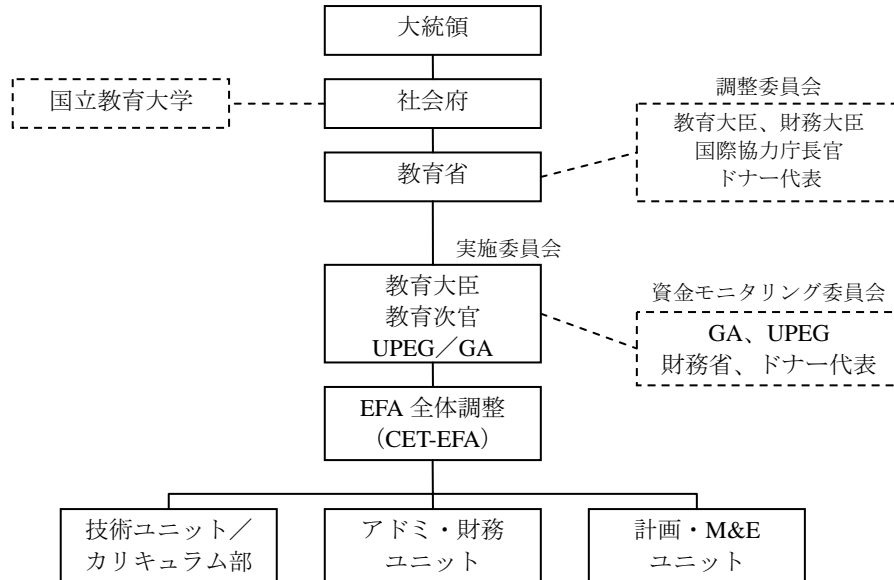 大統領
国立教育大学
社会府
調整委員会
教育大臣、財務大臣
国際協力庁長官
ドナー代表
教育省
実施委員会
教育大臣
教育次官
UPEG／GA
資金モニタリング委員会
GA、UPEG
財務省、ドナー代表
EFA 全体調整
（CET-EFA）
技術ユニット／
カリキュラム部
アドミ・財務
ユニット
計画・M&E
ユニット